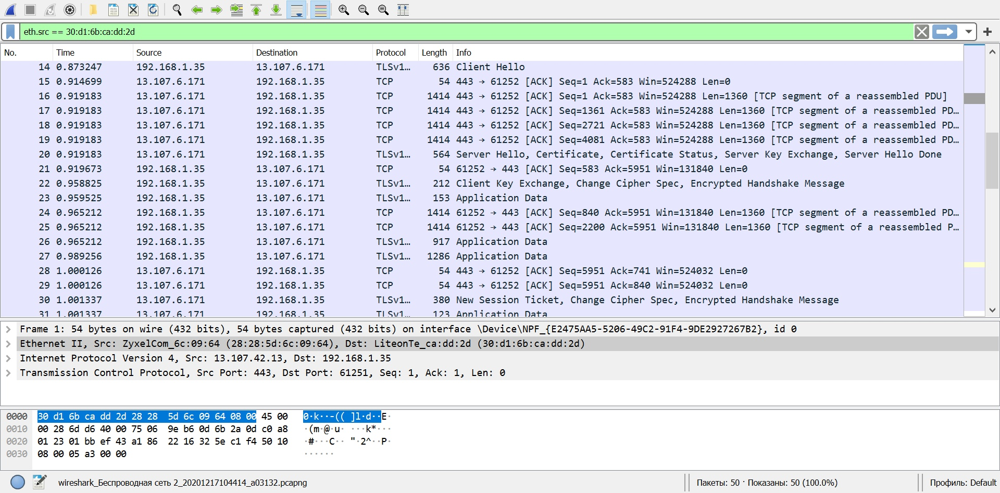 eth.src == 30:d1:6b:ca:dd:2d
No. Time Source Destination Protocol Length Info
14 0.873247 192.168.1.35 13.107.6.171 TLSv1… 636 Client Hello
15 0.914699 13.107.6.171 192.168.1.35 TCP 54 443 → 61252 [ACK] Seq=1 Ack=583 Win=524288 Len=0
16 0.919183 13.107.6.171 192.168.1.35 TCP 1414 443 → 61252 [ACK] Seq=1 Ack=583 Win=524288 Len=1360 [TCP segment of a reassembled PDU]
17 0.919183 13.107.6.171 192.168.1.35 TCP 1414 443 → 61252 [ACK] Seq=1361 Ack=583 Win=524288 Len=1360 [TCP segment of a reassembled PD…
18 0.919183 13.107.6.171 192.168.1.35 TCP 1414 443 → 61252 [ACK] Seq=2721 Ack=583 Win=524288 Len=1360 [TCP segment of a reassembled PD…
19 0.919183 13.107.6.171 192.168.1.35 TCP 1414 443 → 61252 [ACK] Seq=4081 Ack=583 Win=524288 Len=1360 [TCP segment of a reassembled PD…
20 0.919183 13.107.6.171 192.168.1.35 TLSv1… 564 Server Hello, Certificate, Certificate Status, Server Key Exchange, Server Hello Done
21 0.919673 192.168.1.35 13.107.6.171 TCP 54 61252 → 443 [ACK] Seq=583 Ack=5951 Win=131840 Len=0
22 0.958825 192.168.1.35 13.107.6.171 TLSv1… 212 Client Key Exchange, Change Cipher Spec, Encrypted Handshake Message
23 0.959525 192.168.1.35 13.107.6.171 TLSv1… 153 Application Data
24 0.965212 192.168.1.35 13.107.6.171 TCP 1414 61252 → 443 [ACK] Seq=840 Ack=5951 Win=131840 Len=1360 [TCP segment of a reassembled PD…
25 0.965212 192.168.1.35 13.107.6.171 TCP 1414 61252 → 443 [ACK] Seq=2200 Ack=5951 Win=131840 Len=1360 [TCP segment of a reassembled P…
26 0.965212 192.168.1.35 13.107.6.171 TLSv1… 917 Application Data
27 0.989256 192.168.1.35 13.107.6.171 TLSv1… 1286 Application Data
28 1.000126 13.107.6.171 192.168.1.35 TCP 54 443 → 61252 [ACK] Seq=5951 Ack=741 Win=524032 Len=0
29 1.000126 13.107.6.171 192.168.1.35 TCP 54 443 → 61252 [ACK] Seq=5951 Ack=840 Win=524032 Len=0
30 1.001337 13.107.6.171 192.168.1.35 TLSv1… 380 New Session Ticket, Change Cipher Spec, Encrypted Handshake Message
31 1.001337 13.107.6.171 192.168.1.35 TLSv1… 123 Application Data
Frame 1: 54 bytes on wire (432 bits), 54 bytes captured (432 bits) on interface \Device\NPF_{E2475AA5-5206-49C2-91F4-9DE2927267B2}, id 0
Ethernet II, Src: ZyxelCom_6c:09:64 (28:28:5d:6c:09:64), Dst: LiteonTe_ca:dd:2d (30:d1:6b:ca:dd:2d)
Internet Protocol Version 4, Src: 13.107.42.13, Dst: 192.168.1.35
Transmission Control Protocol, Src Port: 443, Dst Port: 61251, Seq: 1, Ack: 1, Len: 0
0000 30 d1 6b ca dd 2d 28 28 5d 6c 09 64 08 00 45 00 0·k··-(( ]l·d··E·
0010 00 28 6d d6 40 00 75 06 9e b6 0d 6b 2a 0d c0 a8 ·(m·@·u· ···k*···
0020 01 23 01 bb ef 43 a1 86 22 16 32 5e c1 f4 50 10 ·#···C·· "·2^··P·
0030 08 00 05 a3 00 00 ······
wireshark_Беспроводная сеть 2_20201217104414_a03132.pcapng Пакеты: 50 · Показаны: 50 (100.0%) Профиль: Default